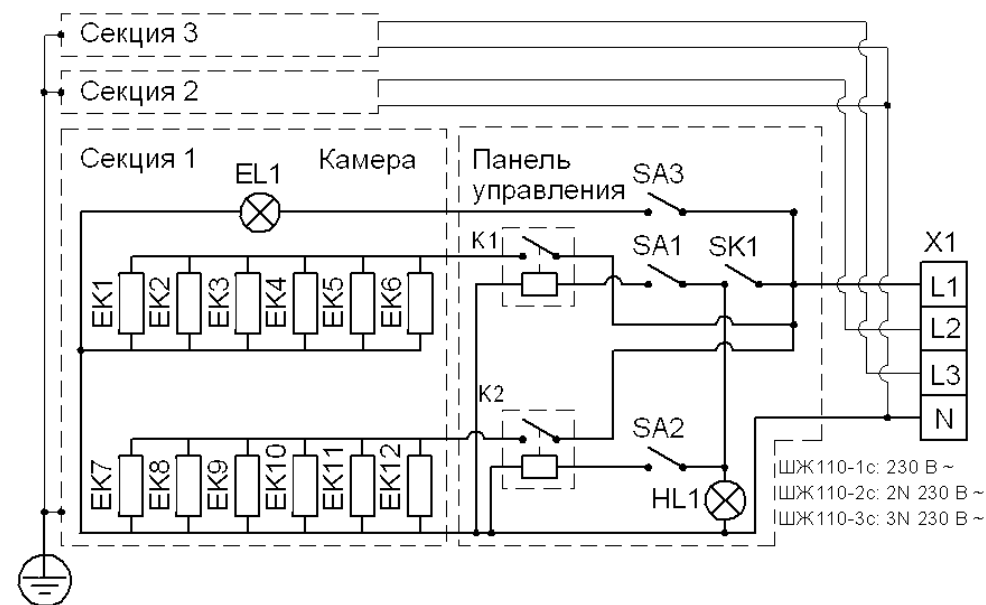 Секция 3
Секция 2
Секция 1
Камера
Панель
управления
EL1
SA3
K1
SA1
SK1
X1
EK1
EK2
EK3
EK4
EK5
EK6
L1
L2
L3
N
K2
SA2
EK7
EK8
EK9
EK10
EK11
EK12
HL1
ШЖ110-1с: 230 В ~
ШЖ110-2с: 2N 230 В ~
ШЖ110-3с: 3N 230 В ~